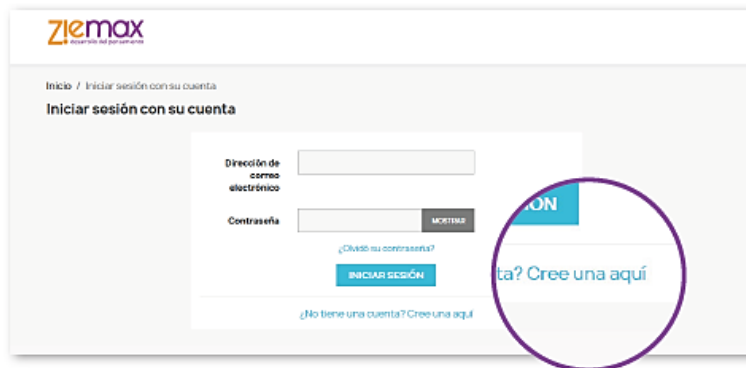 ziemax
desarrollo del pensamiento
Inicio / Iniciar sesión con su cuenta
Iniciar sesión con su cuenta
Dirección de
correo
electrónico
Contraseña
MOSTRAR
¿Olvidó su contraseña?
INICIAR SESIÓN
¿No tiene una cuenta? Cree una aquí
IÓN
ta? Cree una aquí